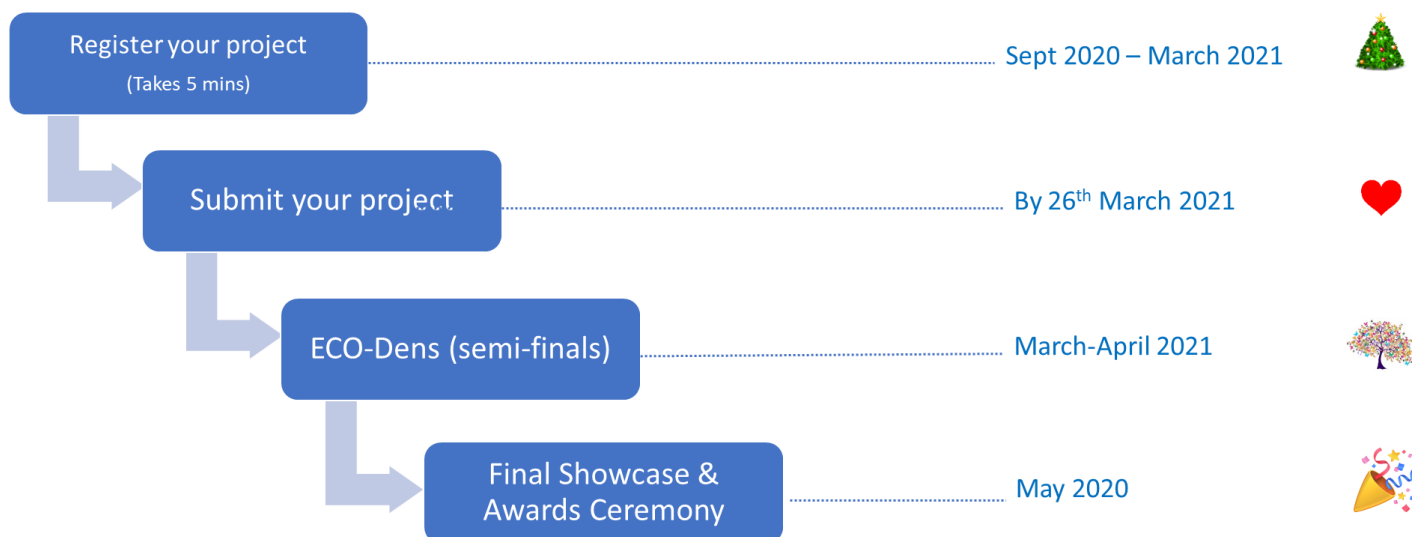 Register your project
(Takes 5 mins)
Sept 2020 – March 2021
Submit your project
By 26th March 2021
ECO-Dens (semi-finals)
March-April 2021
Final Showcase &
Awards Ceremony
May 2020